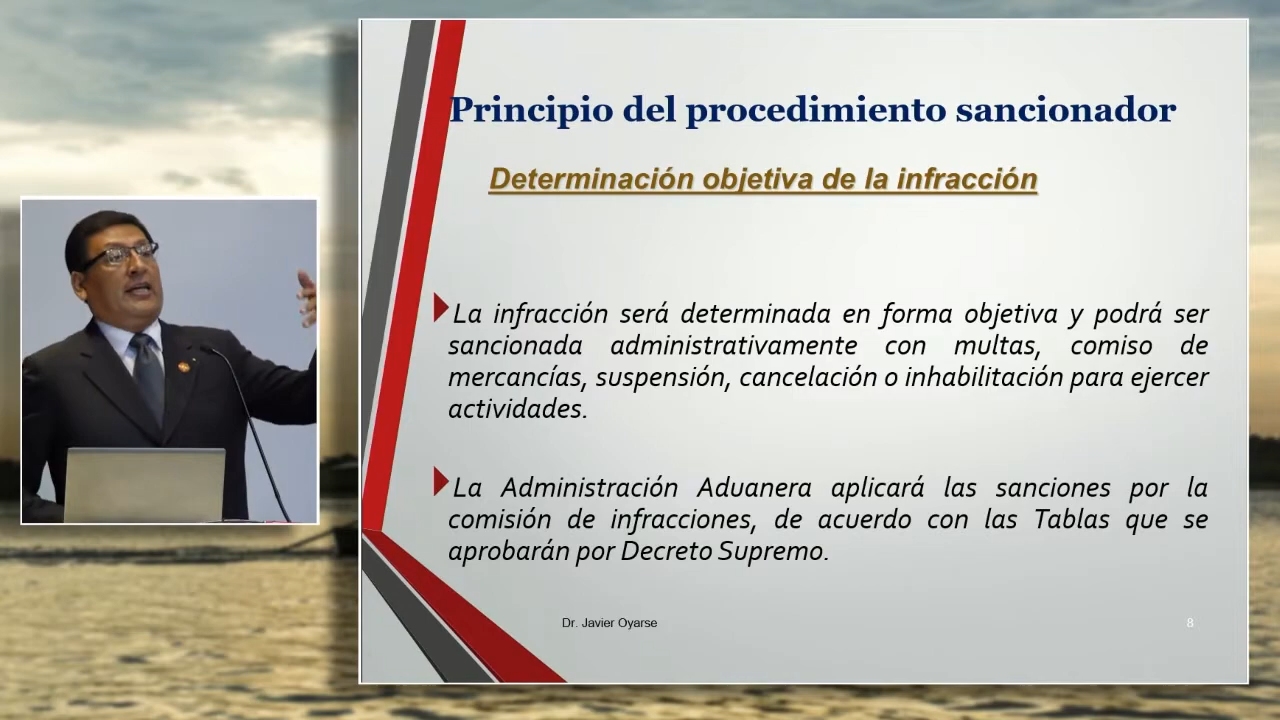 Principio del procedimiento sancionador
Determinación objetiva de la infracción
La infracción será determinada en forma objetiva y podrá ser
sancionada administrativamente con multas, comiso de
mercancías, suspensión, cancelación o inhabilitación para ejercer
actividades.
La Administración Aduanera aplicará las sanciones por la
comisión de infracciones, de acuerdo con las Tablas que se
aprobarán por Decreto Supremo.
Dr. Javier Oyarse
8